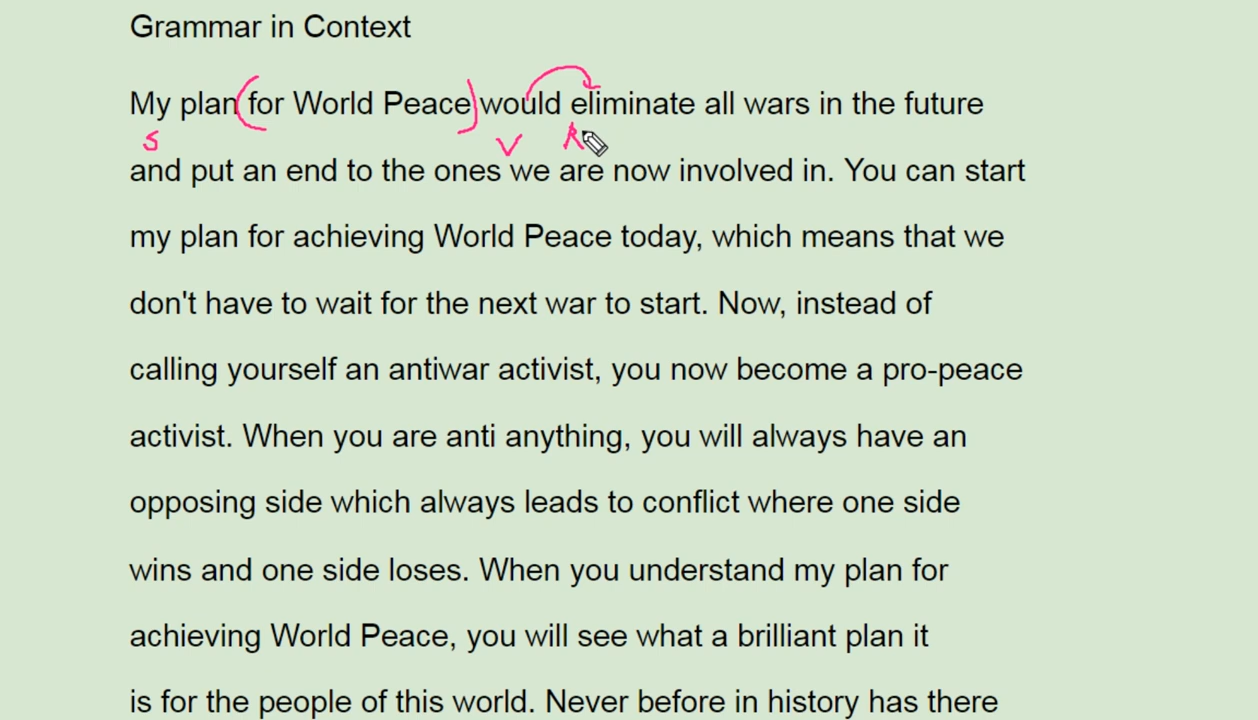 Grammar in Context
My plan (for World Peace) would eliminate all wars in the future
S V R
and put an end to the ones we are now involved in. You can start
my plan for achieving World Peace today, which means that we
don't have to wait for the next war to start. Now, instead of
calling yourself an antiwar activist, you now become a pro-peace
activist. When you are anti anything, you will always have an
opposing side which always leads to conflict where one side
wins and one side loses. When you understand my plan for
achieving World Peace, you will see what a brilliant plan it
is for the people of this world. Never before in history has there